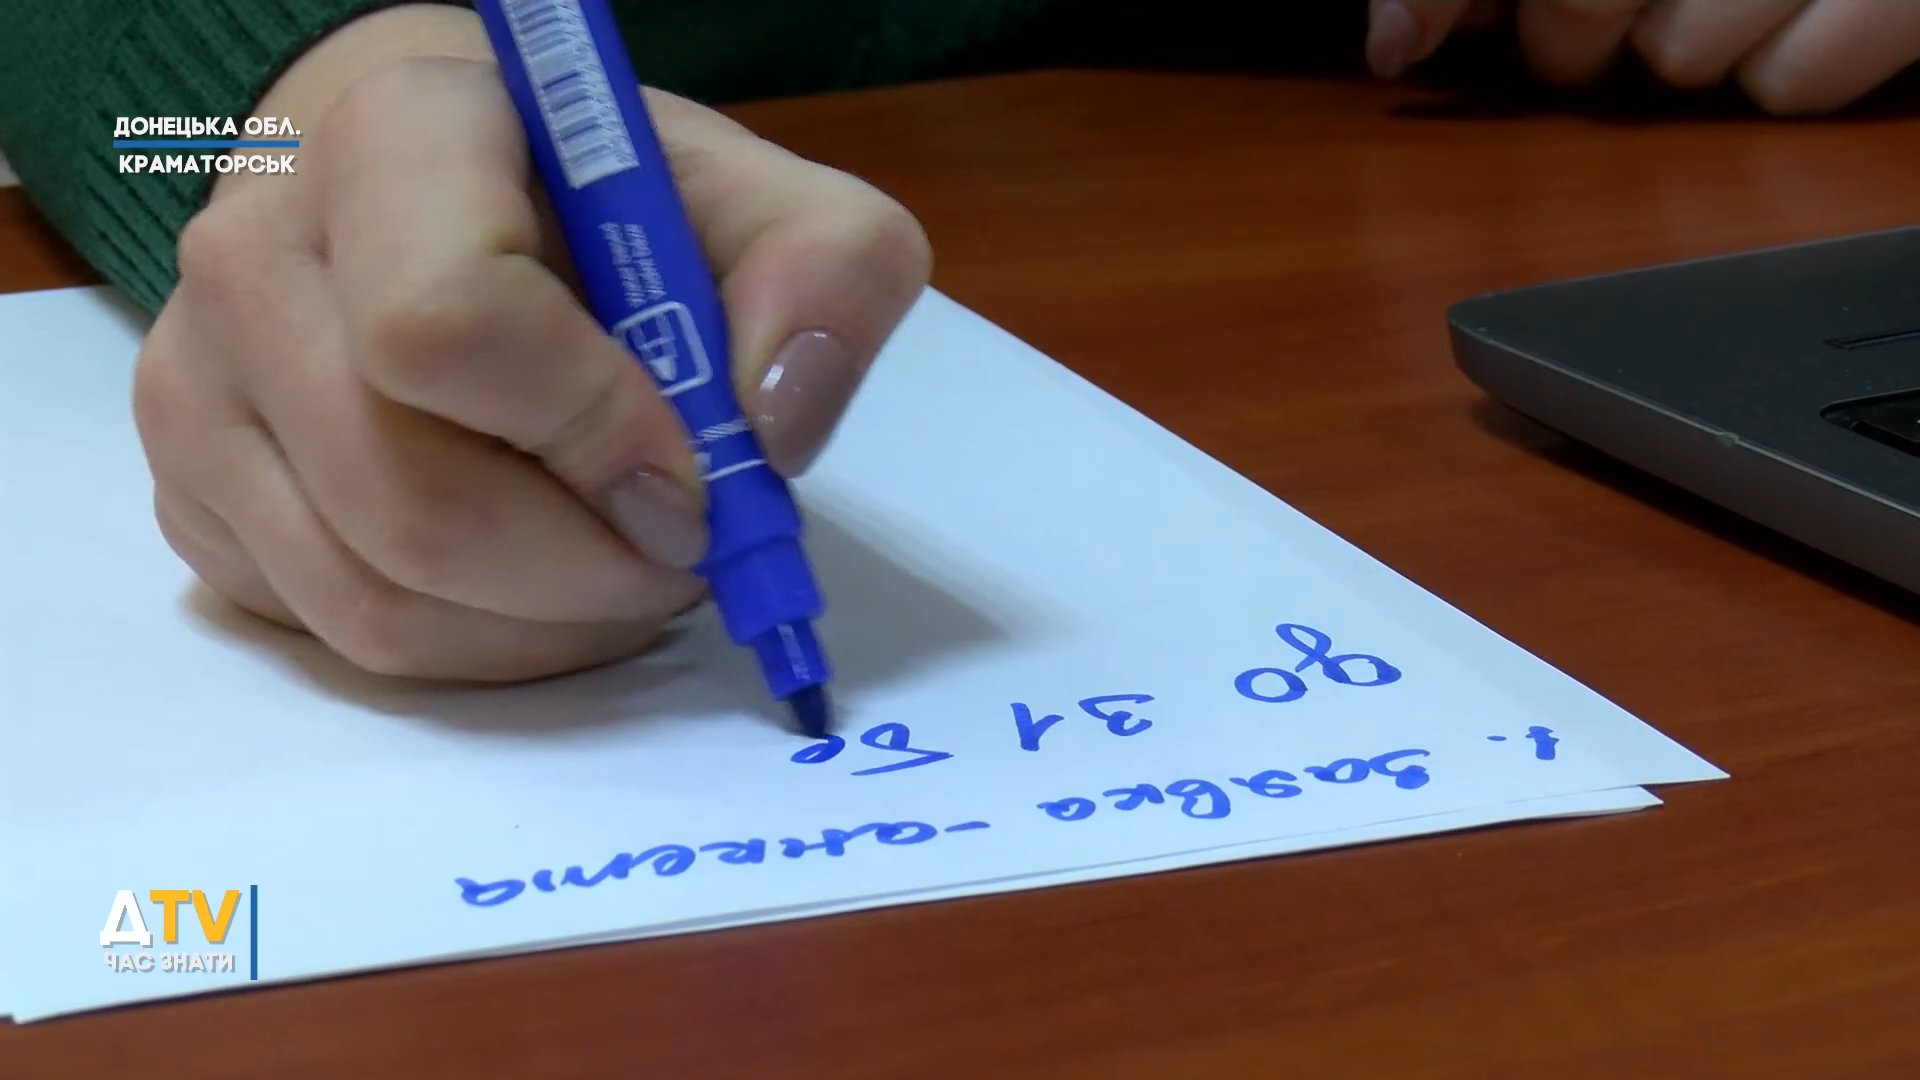 ДОНЕЦЬКА ОБЛ.
КРАМАТОРСЬК
1. Заявка - анкета
до 31 бе
ДTV
ЧАС ЗНАТИ